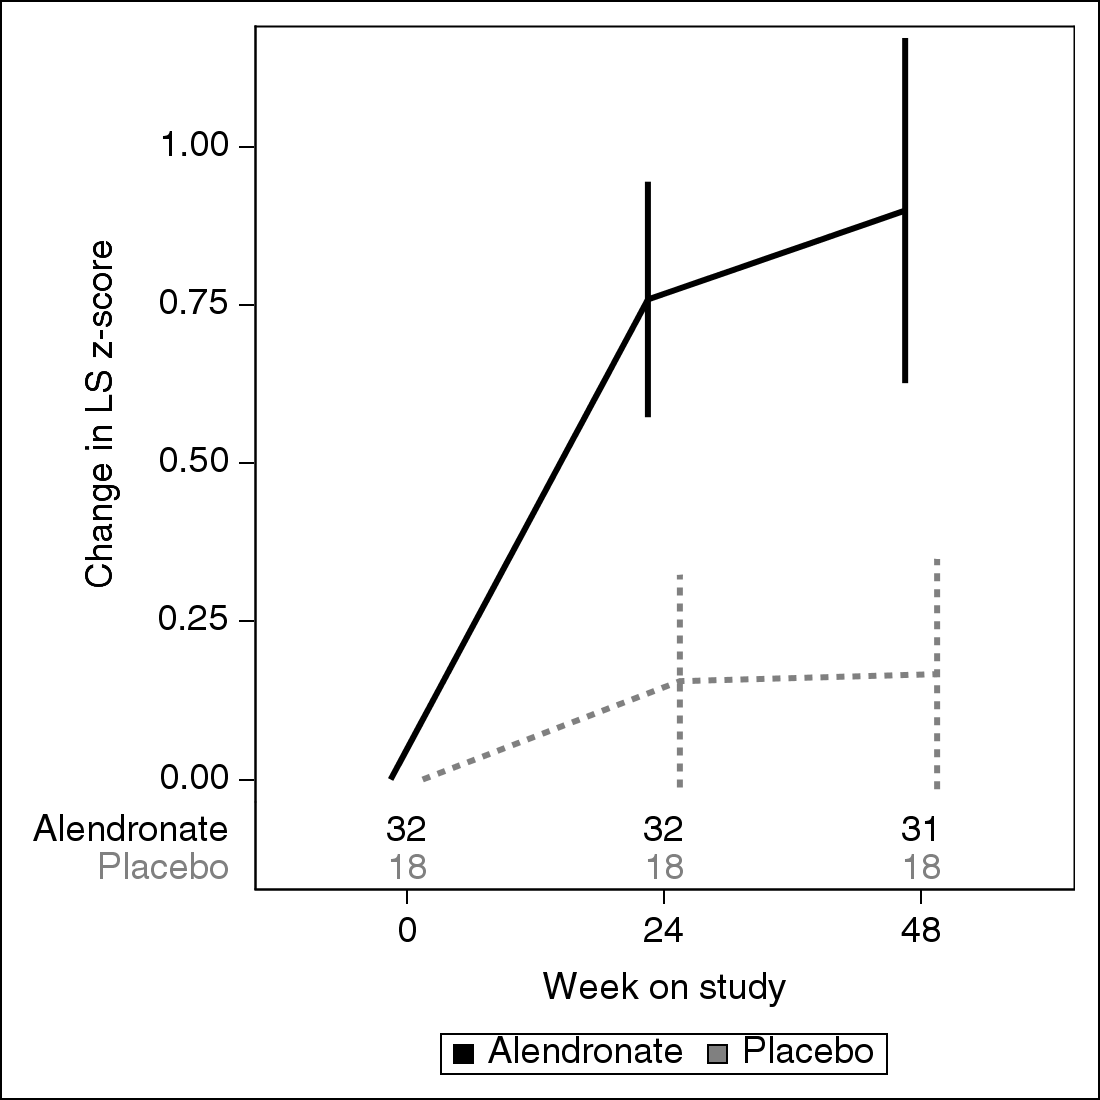 1.00
0.75
0.50
0.25
0.00
Change in LS z-score
Alendronate 32 32 31
Placebo 18 18 18
0 24 48
Week on study
Alendronate Placebo